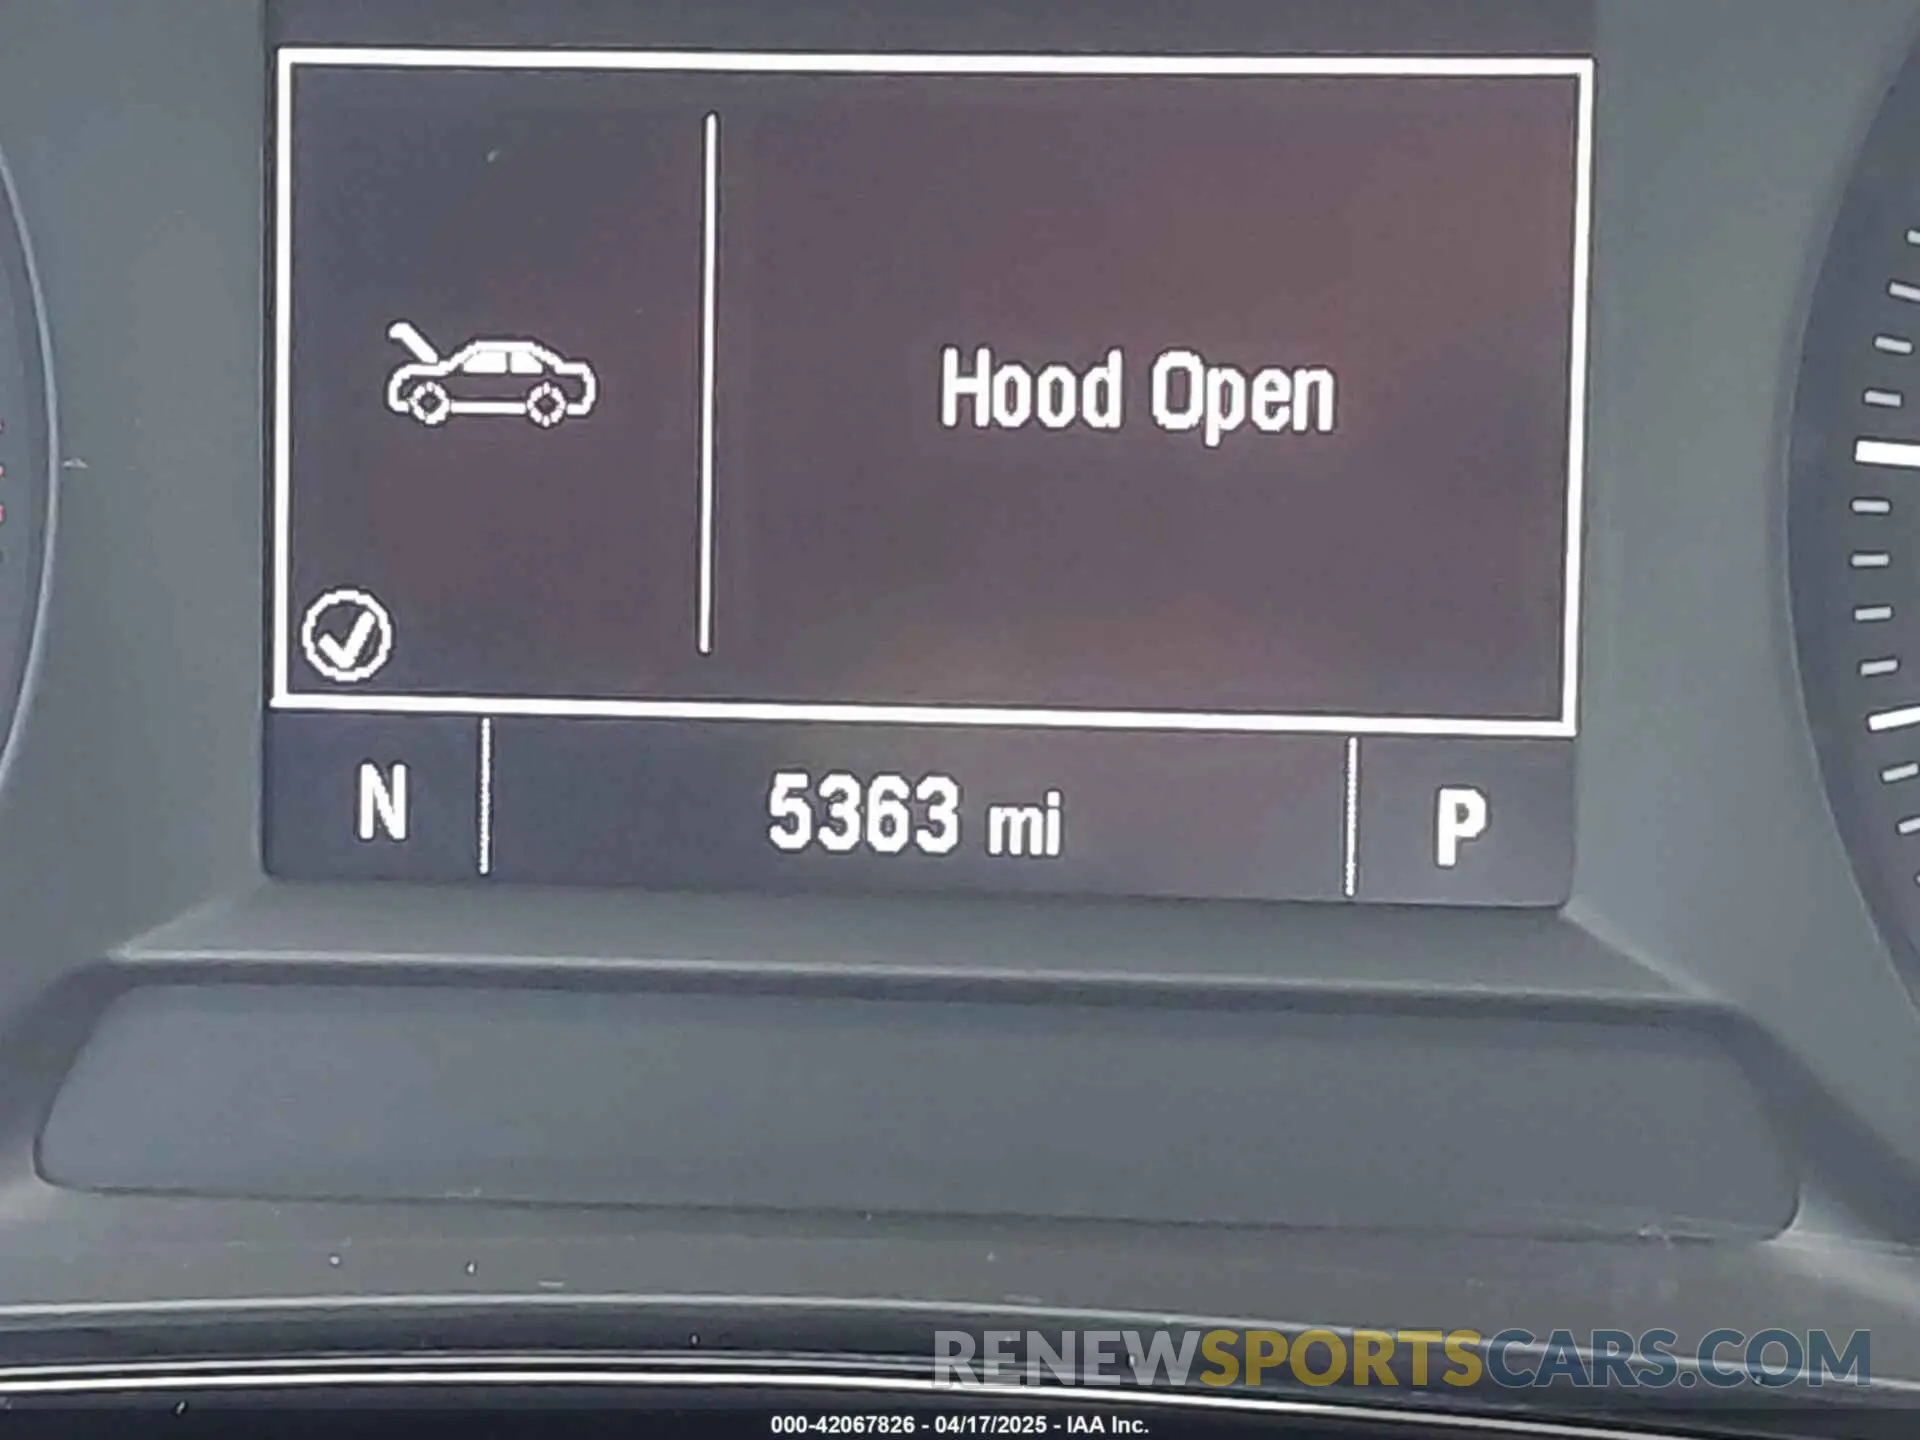 Hood Open
N 5363 mi P
RENEWSPORTSCARS.COM
000-42067826 - 04/17/2025 - IAA Inc.